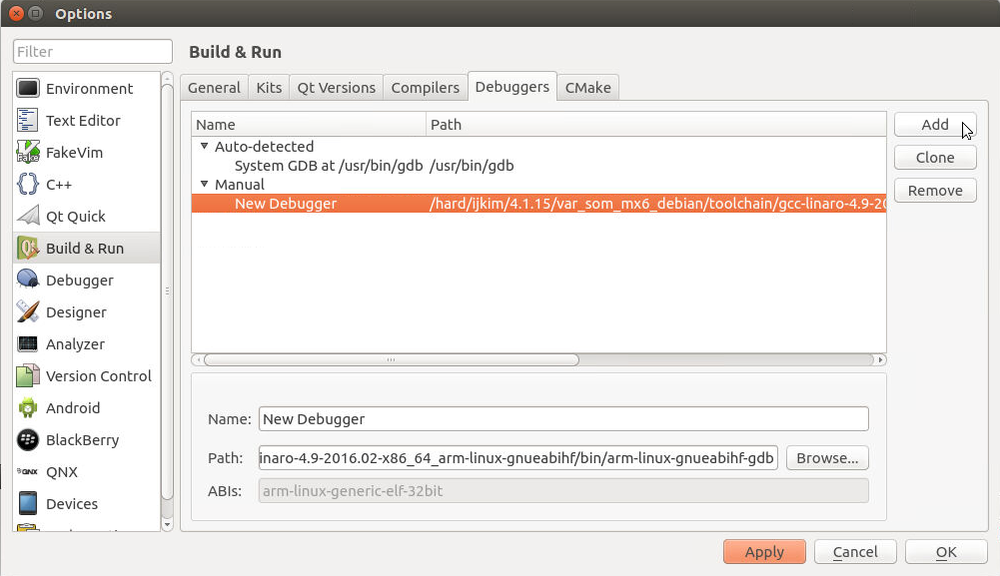 Options
Filter
Environment
Text Editor
FakeVim
C++
Qt Quick
Build & Run
Debugger
Designer
Analyzer
Version Control
Android
BlackBerry
QNX
Devices
Build & Run
General Kits Qt Versions Compilers Debuggers CMake
Name Path
Auto-detected
System GDB at /usr/bin/gdb /usr/bin/gdb
Manual
New Debugger /hard/ijkim/4.1.15/var_som_mx6_debian/toolchain/gcc-linaro-4.9-20
Add
Clone
Remove
Name: New Debugger
Path: inaro-4.9-2016.02-x86_64_arm-linux-gnueabihf/bin/arm-linux-gnueabihf-gdb Browse...
ABIs: arm-linux-generic-elf-32bit
Apply Cancel OK